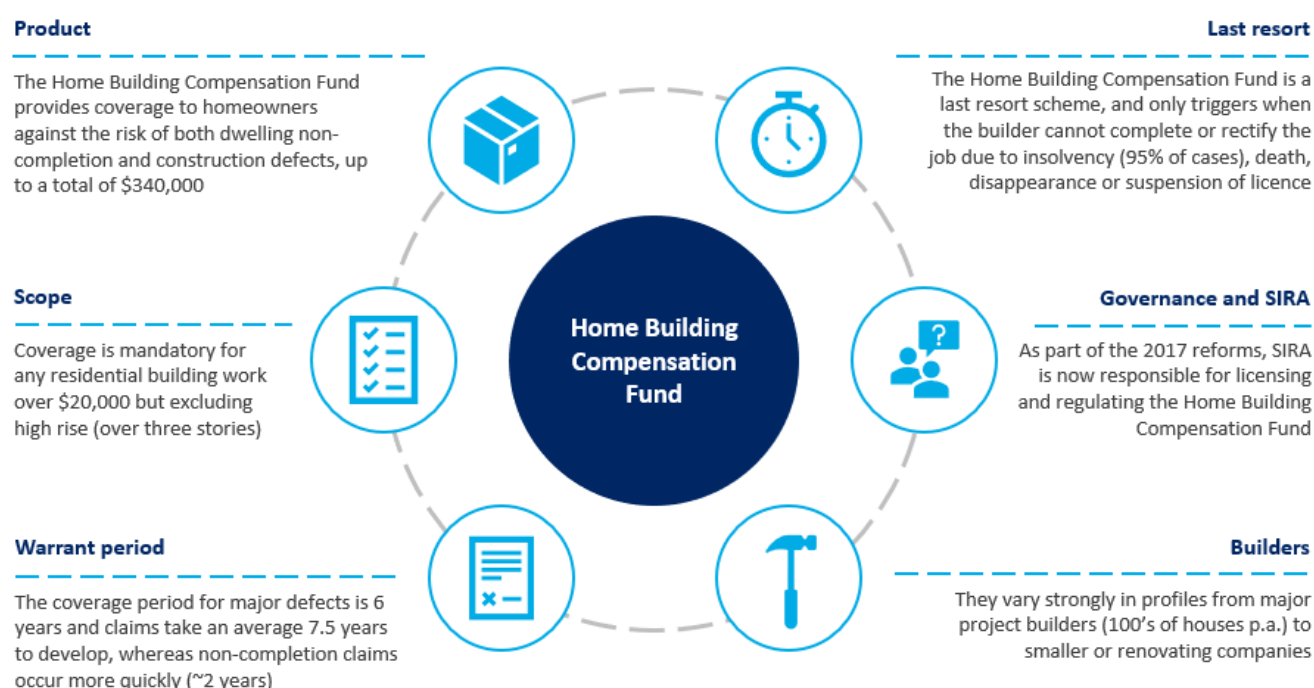 Product
The Home Building Compensation Fund
provides coverage to homeowners
against the risk of both dwelling non-
completion and construction defects, up
to a total of $340,000
Last resort
The Home Building Compensation Fund is a
last resort scheme, and only triggers when
the builder cannot complete or rectify the
job due to insolvency (95% of cases), death,
disappearance or suspension of licence
Scope
Coverage is mandatory for
any residential building work
over $20,000 but excluding
high rise (over three stories)
Home Building
Compensation
Fund
?
Governance and SIRA
As part of the 2017 reforms, SIRA
is now responsible for licensing
and regulating the Home Building
Compensation Fund
Warrant period
The coverage period for major defects is 6
years and claims take an average 7.5 years
to develop, whereas non-completion claims
occur more quickly (~2 years)
Builders
They vary strongly in profiles from major
project builders (100's of houses p.a.) to
smaller or renovating companies